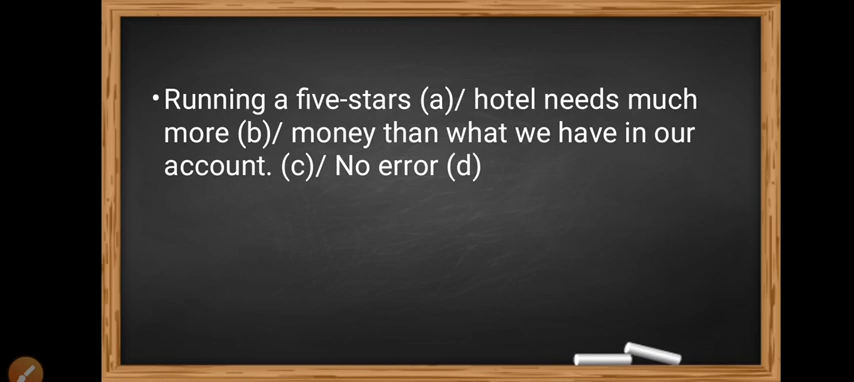 •Running a five-stars (a)/ hotel needs much
more (b)/ money than what we have in our
account. (c)/ No error (d)